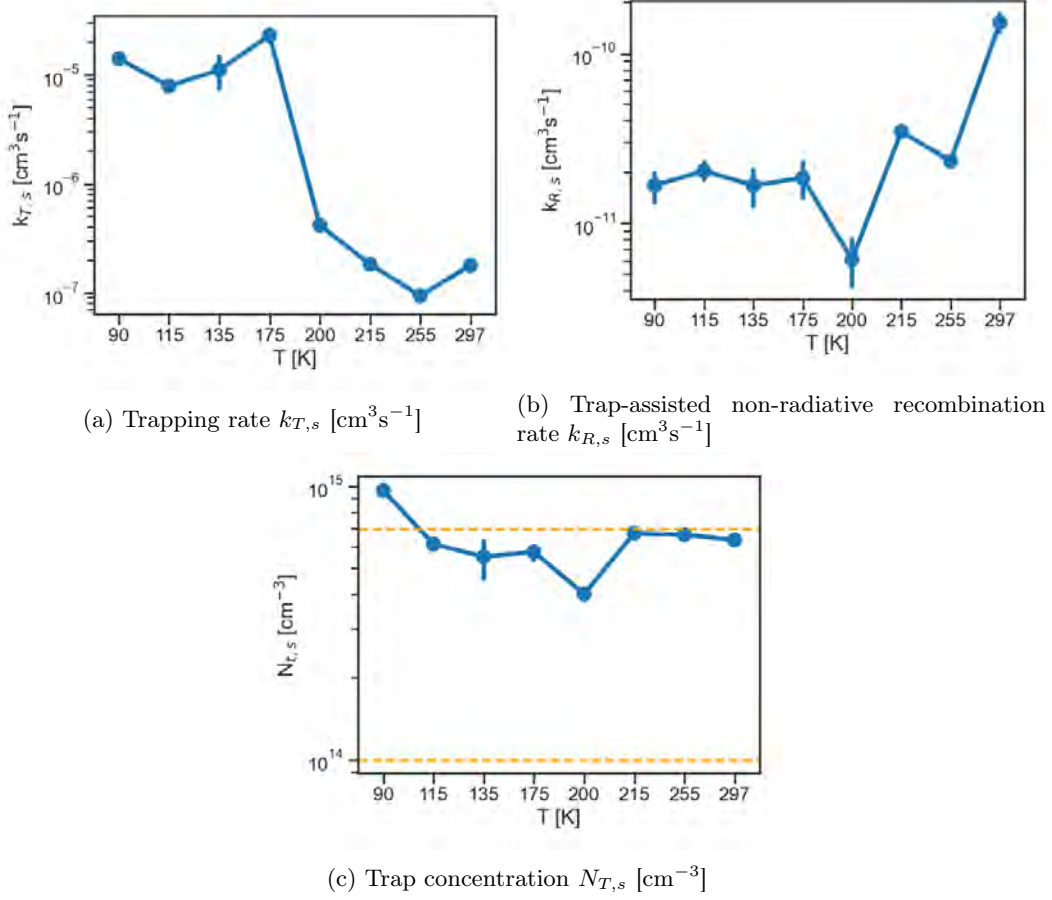 10⁻⁵
10⁻⁶
10⁻⁷
k_{T, s} [cm³s⁻¹]
90 115 135 175 200 215 255 297
T [K]
10⁻¹⁰
10⁻¹¹
k_{R, s} [cm³s⁻¹]
90 115 135 175 200 215 255 297
T [K]
(a) Trapping rate k_{T,s} [cm³s⁻¹]
(b) Trap-assisted non-radiative recombination
rate k_{R,s} [cm³s⁻¹]
10¹⁵
10¹⁴
N_{t, s} [cm⁻³]
90 115 135 175 200 215 255 297
T [K]
(c) Trap concentration N_{T,s} [cm⁻³]